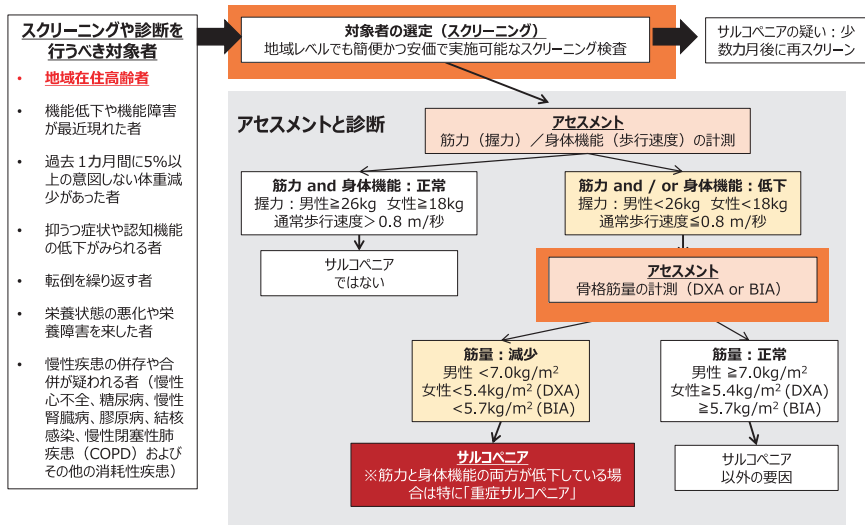 スクリーニングや診断を
行うべき対象者
• 地域在住高齢者
• 機能低下や機能障害
が最近現れた者
• 過去1カ月間に5%以
上の意図しない体重減
少があった者
• 抑うつ症状や認知機能
の低下がみられる者
• 転倒を繰り返す者
• 栄養状態の悪化や栄
養障害を来した者
• 慢性疾患の併存や合
併が疑われる者（慢性
心不全、糖尿病、慢性
腎臓病、膠原病、結核
感染、慢性閉塞性肺
疾患（COPD）および
その他の消耗性疾患）
対象者の選定（スクリーニング）
地域レベルでも簡便かつ安価で実施可能なスクリーニング検査
サルコペニアの疑い：少
数カ月後に再スクリーン
アセスメントと診断
アセスメント
筋力（握力）／身体機能（歩行速度）の計測
筋力 and 身体機能：正常
握力：男性≧26kg 女性≧18kg
通常歩行速度＞0.8 m/秒
筋力 and / or 身体機能：低下
握力：男性<26kg 女性<18kg
通常歩行速度≦0.8 m/秒
サルコペニア
ではない
アセスメント
骨格筋量の計測（DXA or BIA）
筋量：減少
男性 <7.0kg/m²
女性<5.4kg/m² (DXA)
<5.7kg/m² (BIA)
筋量：正常
男性 ≧7.0kg/m²
女性≧5.4kg/m² (DXA)
≧5.7kg/m² (BIA)
サルコペニア
※筋力と身体機能の両方が低下している場
合は特に「重症サルコペニア」
サルコペニア
以外の要因